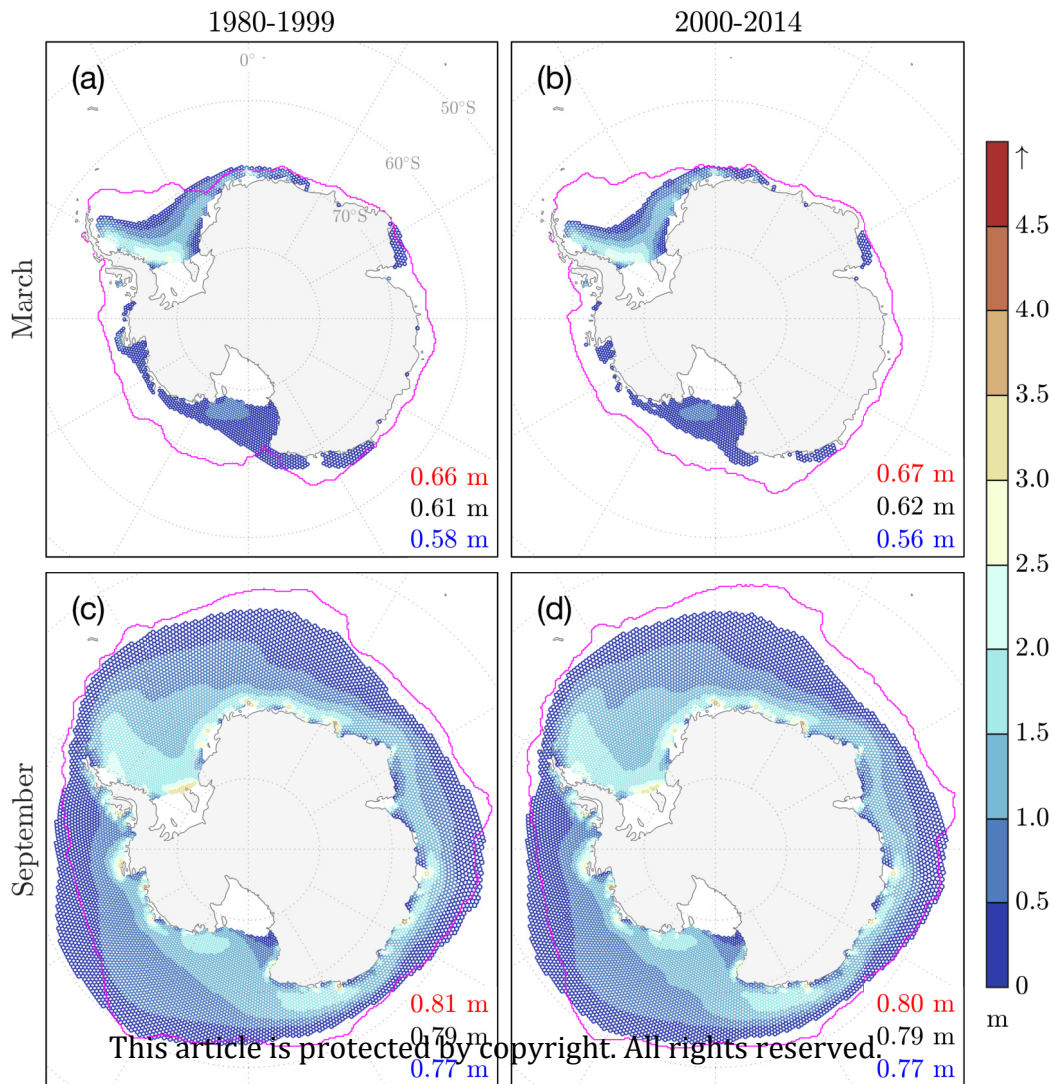 1980-1999
2000-2014
March
(a)
0°
50°S
60°S
70°S
0.66 m
0.61 m
0.58 m
(b)
0.67 m
0.62 m
0.56 m
September
(c)
0.81 m
0.79 m
0.77 m
(d)
0.80 m
0.79 m
0.77 m
↑
4.5
4.0
3.5
3.0
2.5
2.0
1.5
1.0
0.5
0
m
This article is protected by copyright. All rights reserved.